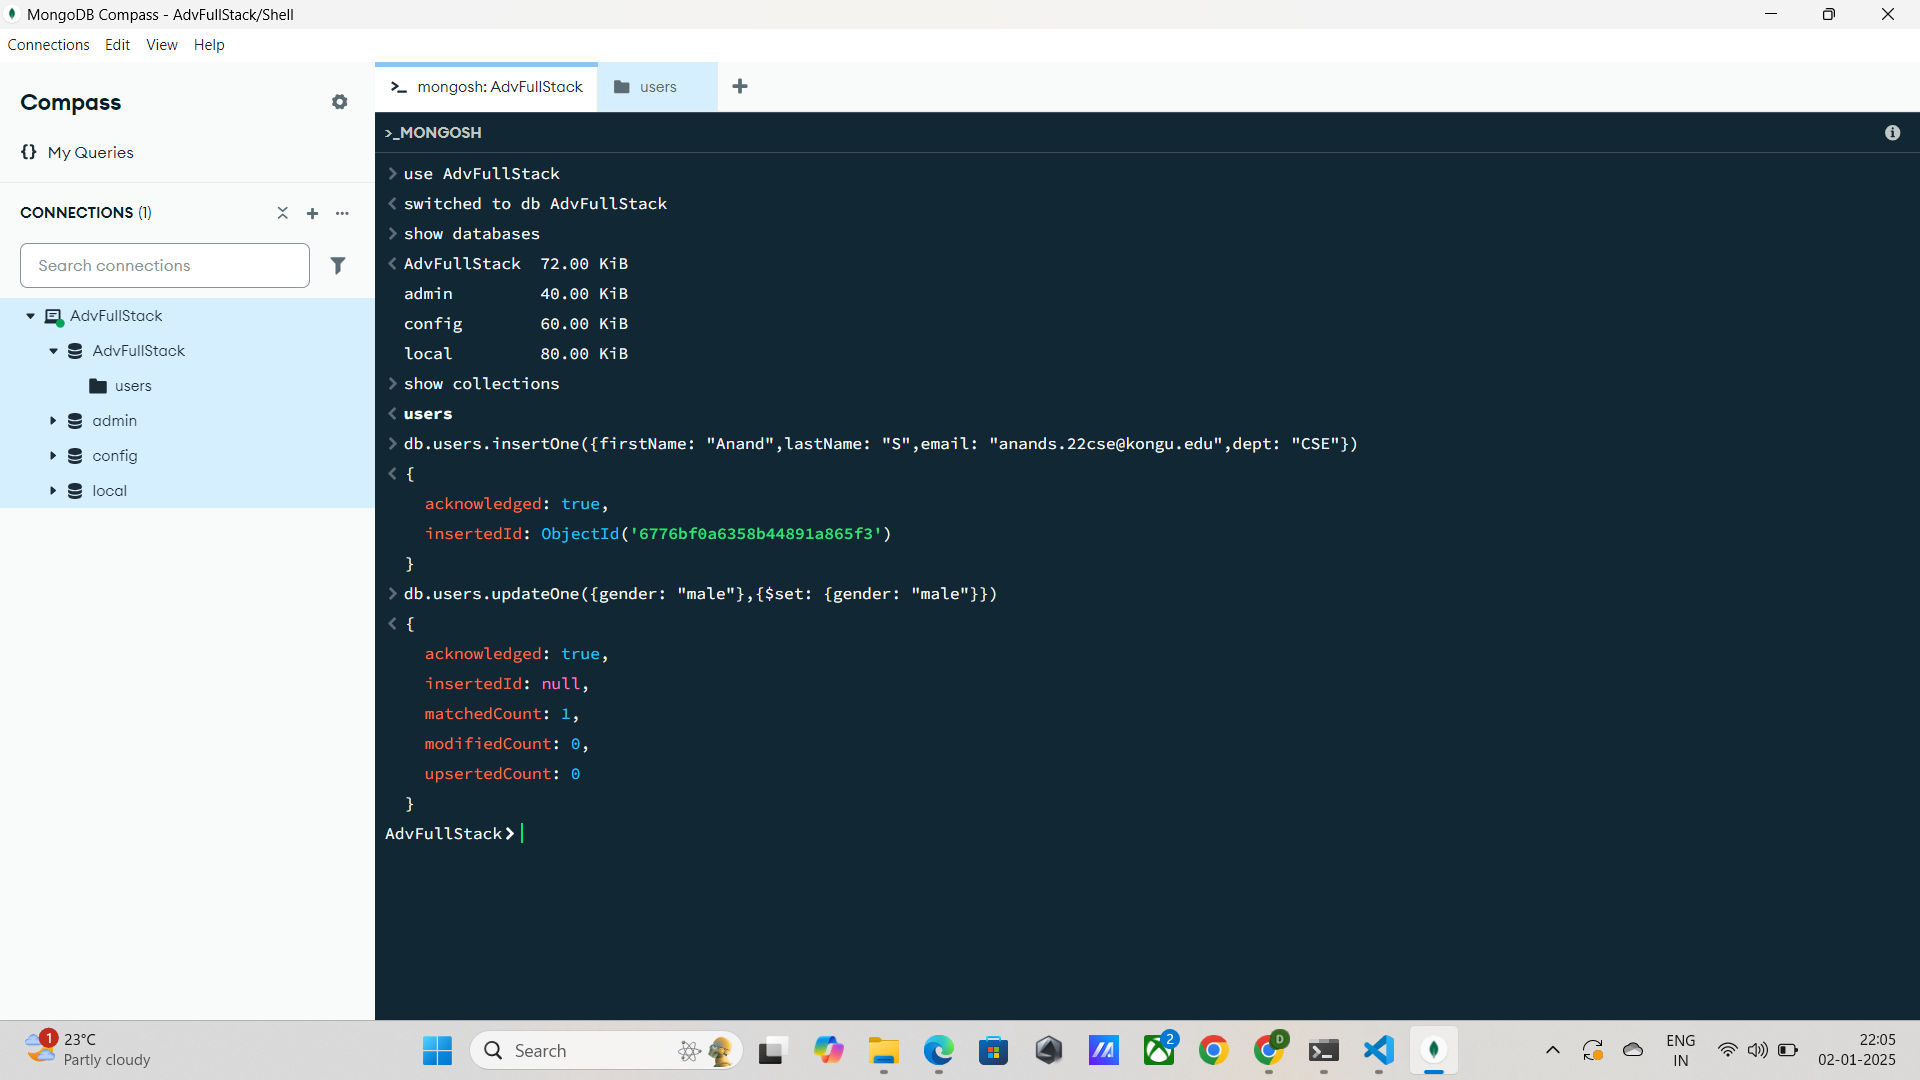 MongoDB Compass - AdvFullStack/Shell
Connections Edit View Help
Compass
{} My Queries
CONNECTIONS (1)
Search connections
AdvFullStack
AdvFullStack
users
admin
config
local
>_ mongosh: AdvFullStack
users
>_MONGOSH
> use AdvFullStack
< switched to db AdvFullStack
> show databases
< AdvFullStack  72.00 KiB
admin         40.00 KiB
config        60.00 KiB
local         80.00 KiB
> show collections
< users
> db.users.insertOne({firstName: "Anand",lastName: "S",email: "anands.22cse@kongu.edu",dept: "CSE"})
< {
acknowledged: true,
insertedId: ObjectId('6776bf0a6358b44891a865f3')
}
> db.users.updateOne({gender: "male"},{$set: {gender: "male"}})
< {
acknowledged: true,
insertedId: null,
matchedCount: 1,
modifiedCount: 0,
upsertedCount: 0
}
AdvFullStack>
1
23°C
Partly cloudy
Search
2
D
ENG
IN
22:05
02-01-2025